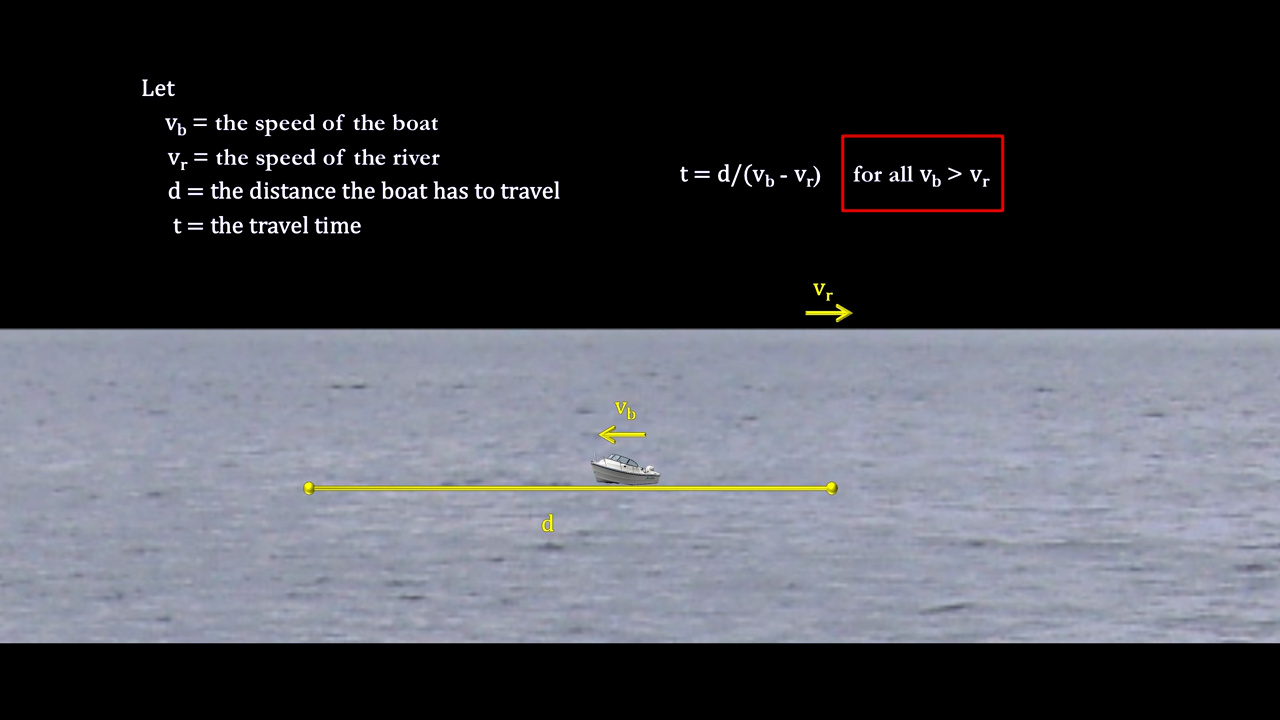 Let
v_b = the speed of the boat
v_r = the speed of the river
d = the distance the boat has to travel
t = the travel time
t = d/(v_b - v_r) for all v_b > v_r
v_r
v_b
d